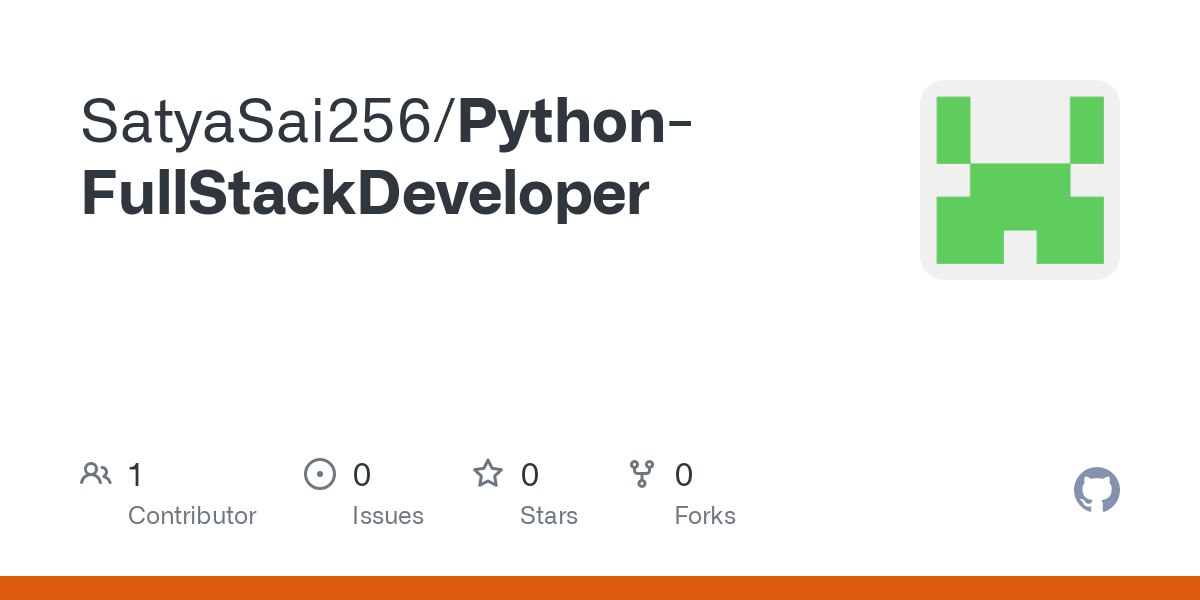 SatyaSai256/Python-
FullStackDeveloper
1 0 0 0
Contributor Issues Stars Forks